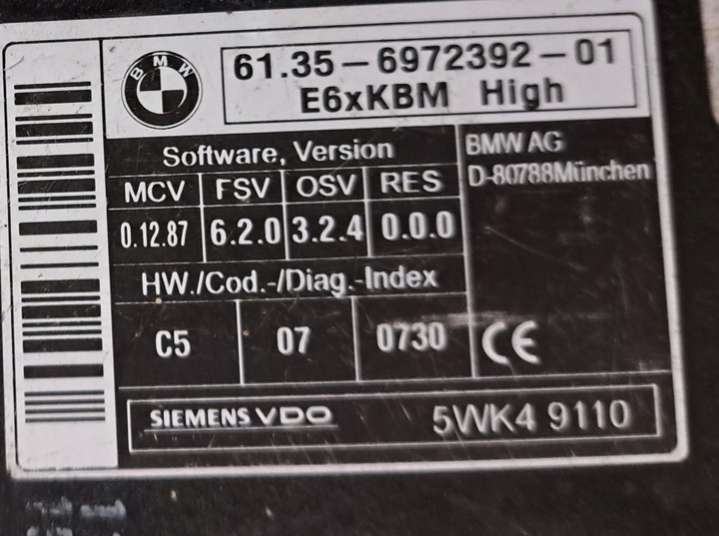 BMW
61.35-6972392-01
E6xKBM High
Software, Version
MCV FSV OSV RES
0.12.87 6.2.0 3.2.4 0.0.0
HW./Cod.-/Diag.-Index
C5 07 0730
BMW AG
D-80788München
CE
SIEMENS VDO 5WK4 9110